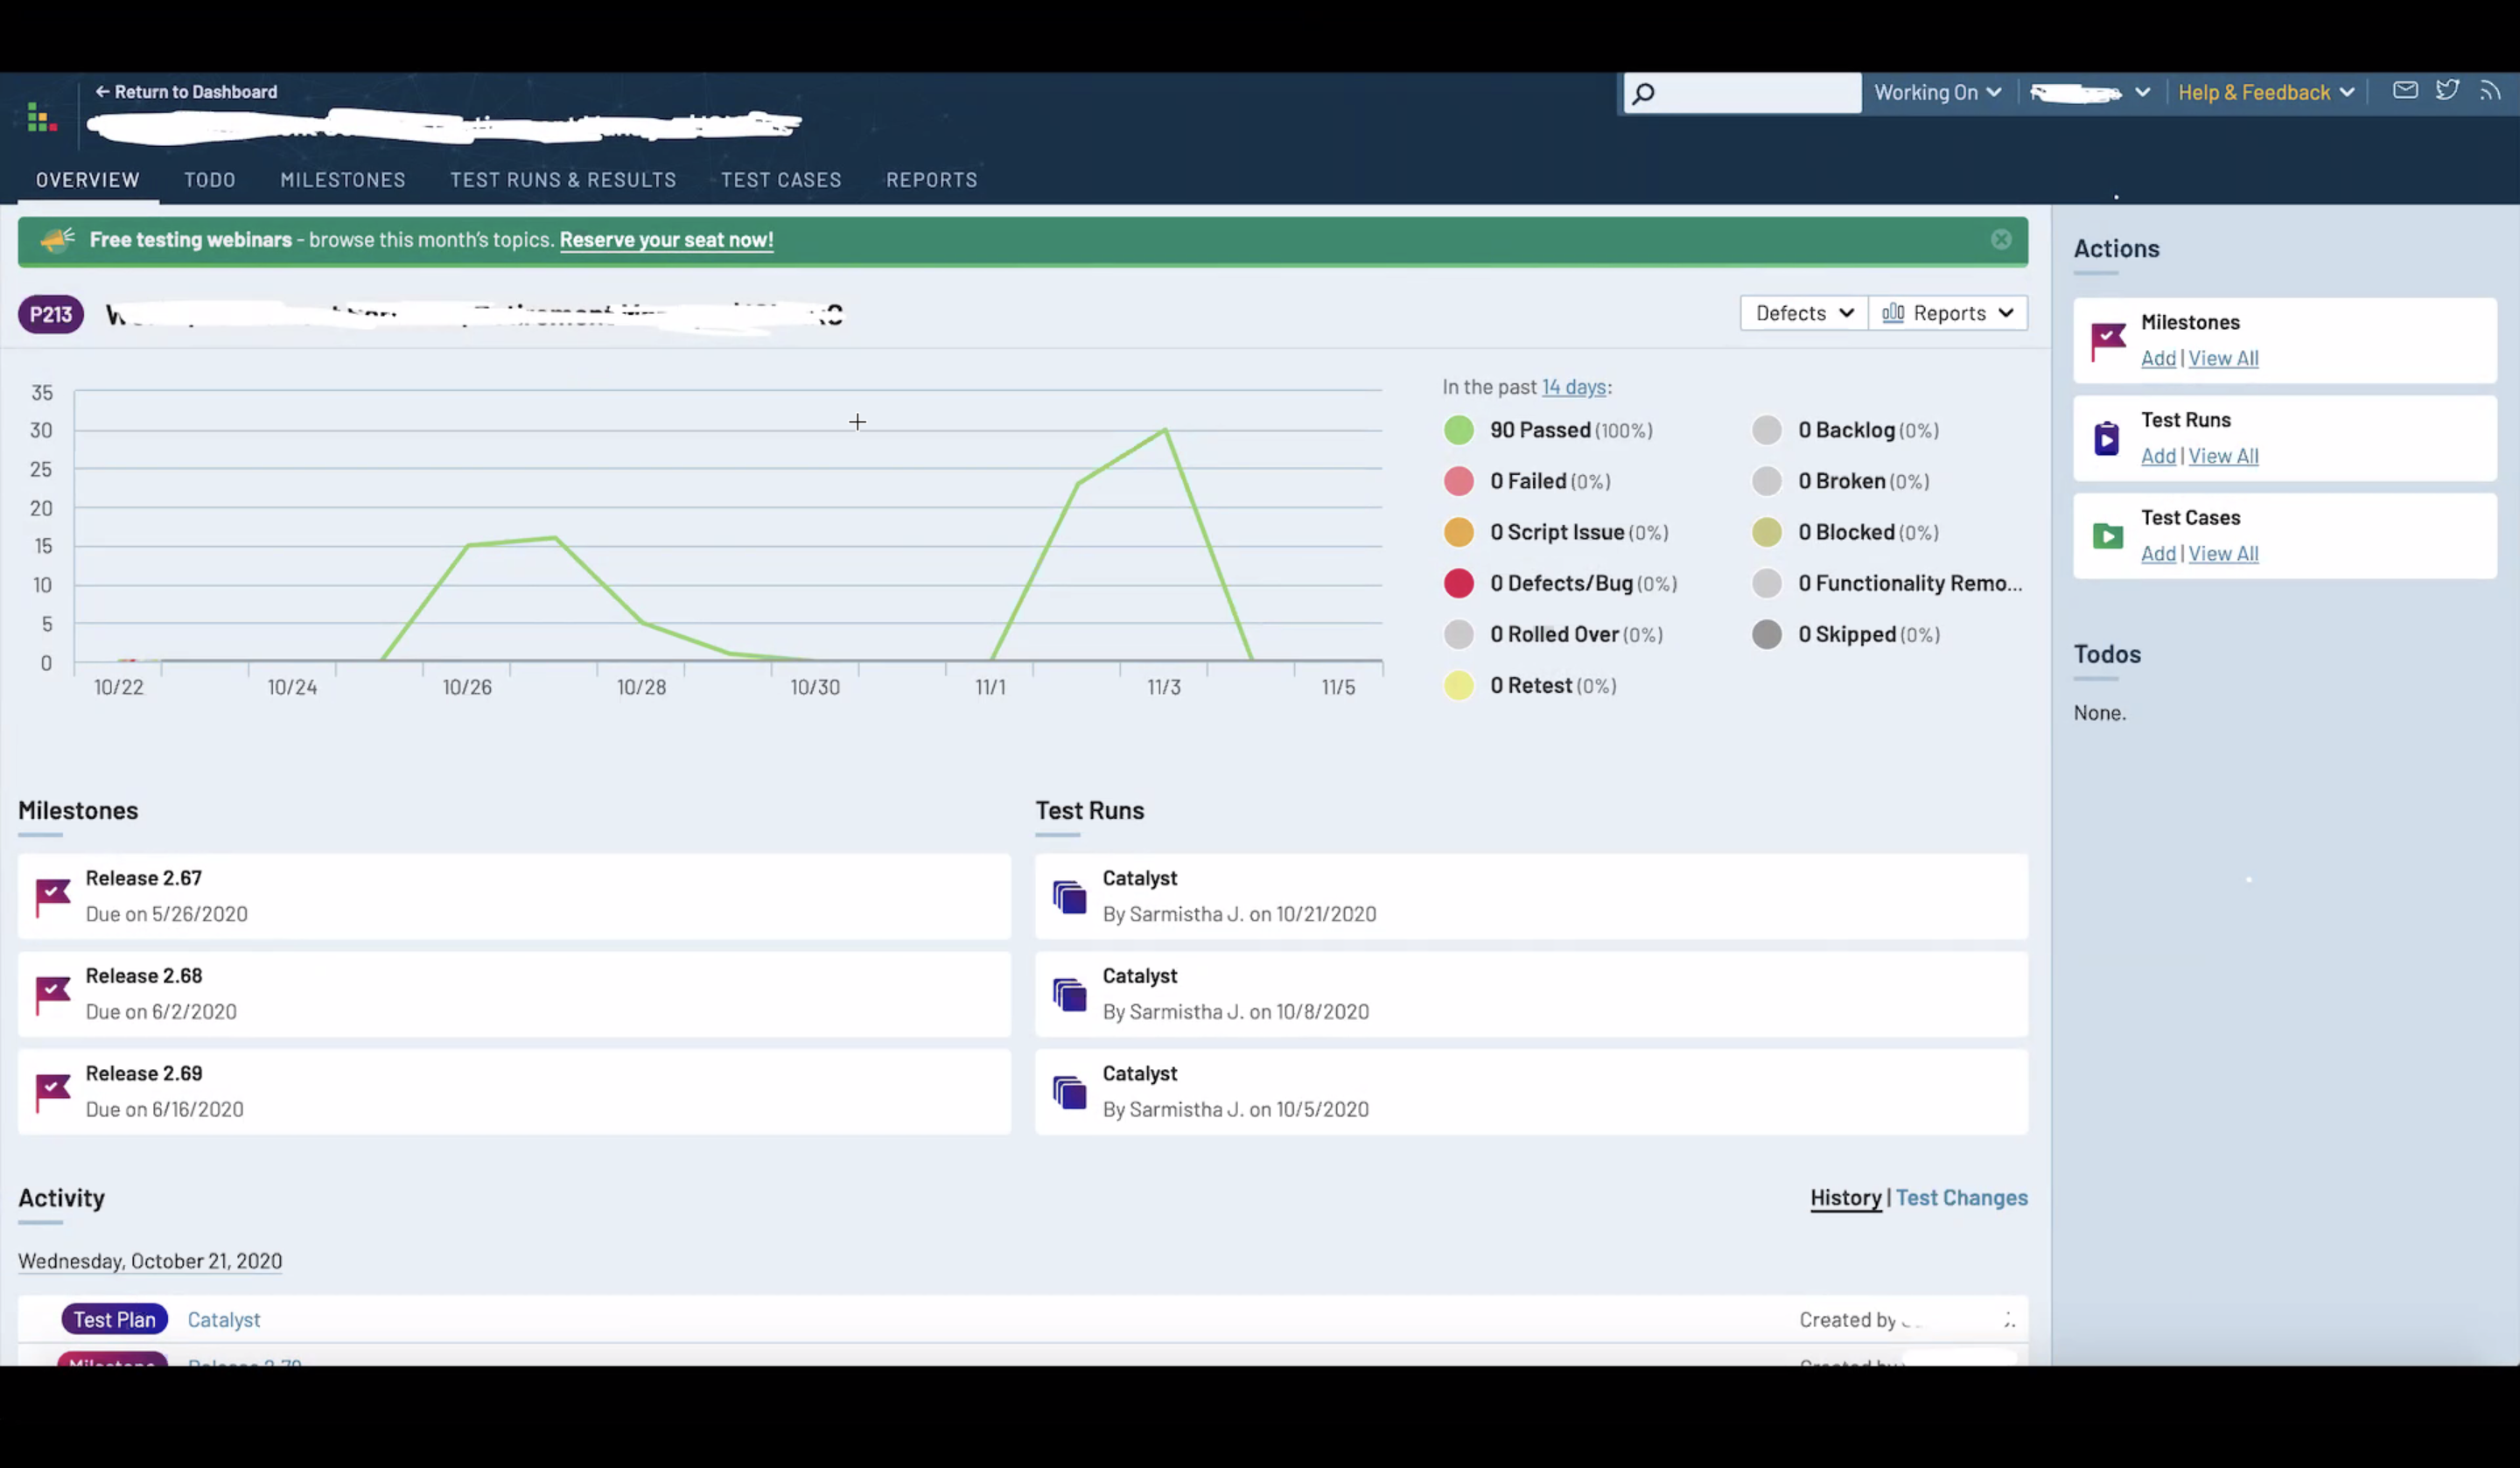 ← Return to Dashboard
Working On
Help & Feedback
OVERVIEW TODO MILESTONES TEST RUNS & RESULTS TEST CASES REPORTS
Free testing webinars - browse this month's topics. Reserve your seat now!
P213
Defects Reports
35
30
25
20
15
10
5
0
10/22 10/24 10/26 10/28 10/30 11/1 11/3 11/5
In the past 14 days:
90 Passed (100%)
0 Failed (0%)
0 Script Issue (0%)
0 Defects/Bug (0%)
0 Rolled Over (0%)
0 Retest (0%)
0 Backlog (0%)
0 Broken (0%)
0 Blocked (0%)
0 Functionality Remo...
0 Skipped (0%)
Actions
Milestones
Add | View All
Test Runs
Add | View All
Test Cases
Add | View All
Todos
None.
Milestones
Release 2.67
Due on 5/26/2020
Release 2.68
Due on 6/2/2020
Release 2.69
Due on 6/16/2020
Test Runs
Catalyst
By Sarmistha J. on 10/21/2020
Catalyst
By Sarmistha J. on 10/8/2020
Catalyst
By Sarmistha J. on 10/5/2020
Activity
History | Test Changes
Wednesday, October 21, 2020
Test Plan Catalyst Created by
Milestone Release 2.70 Created by